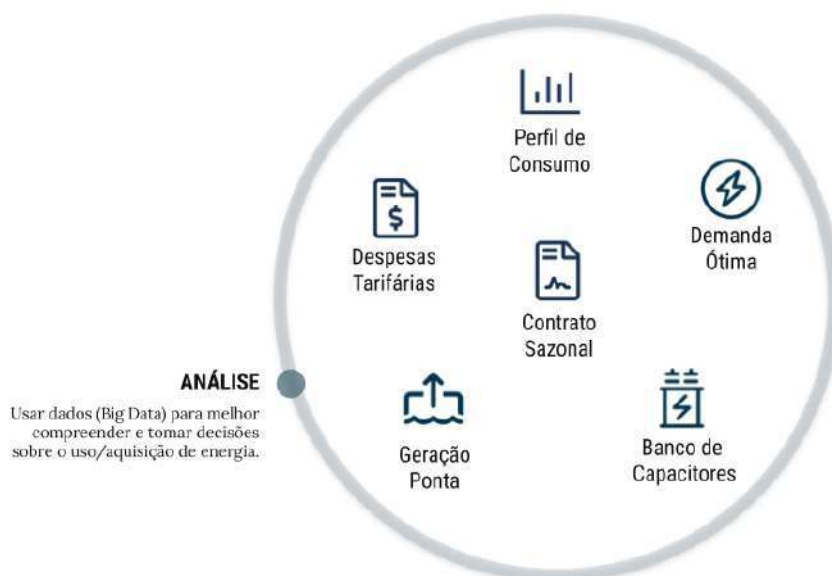 Perfil de
Consumo
Despesas
Tarifárias
Demanda
Ótima
Contrato
Sazonal
ANÁLISE
Usar dados (Big Data) para melhor
compreender e tomar decisões
sobre o uso/aquisição de energia.
Geração
Ponta
Banco de
Capacitores